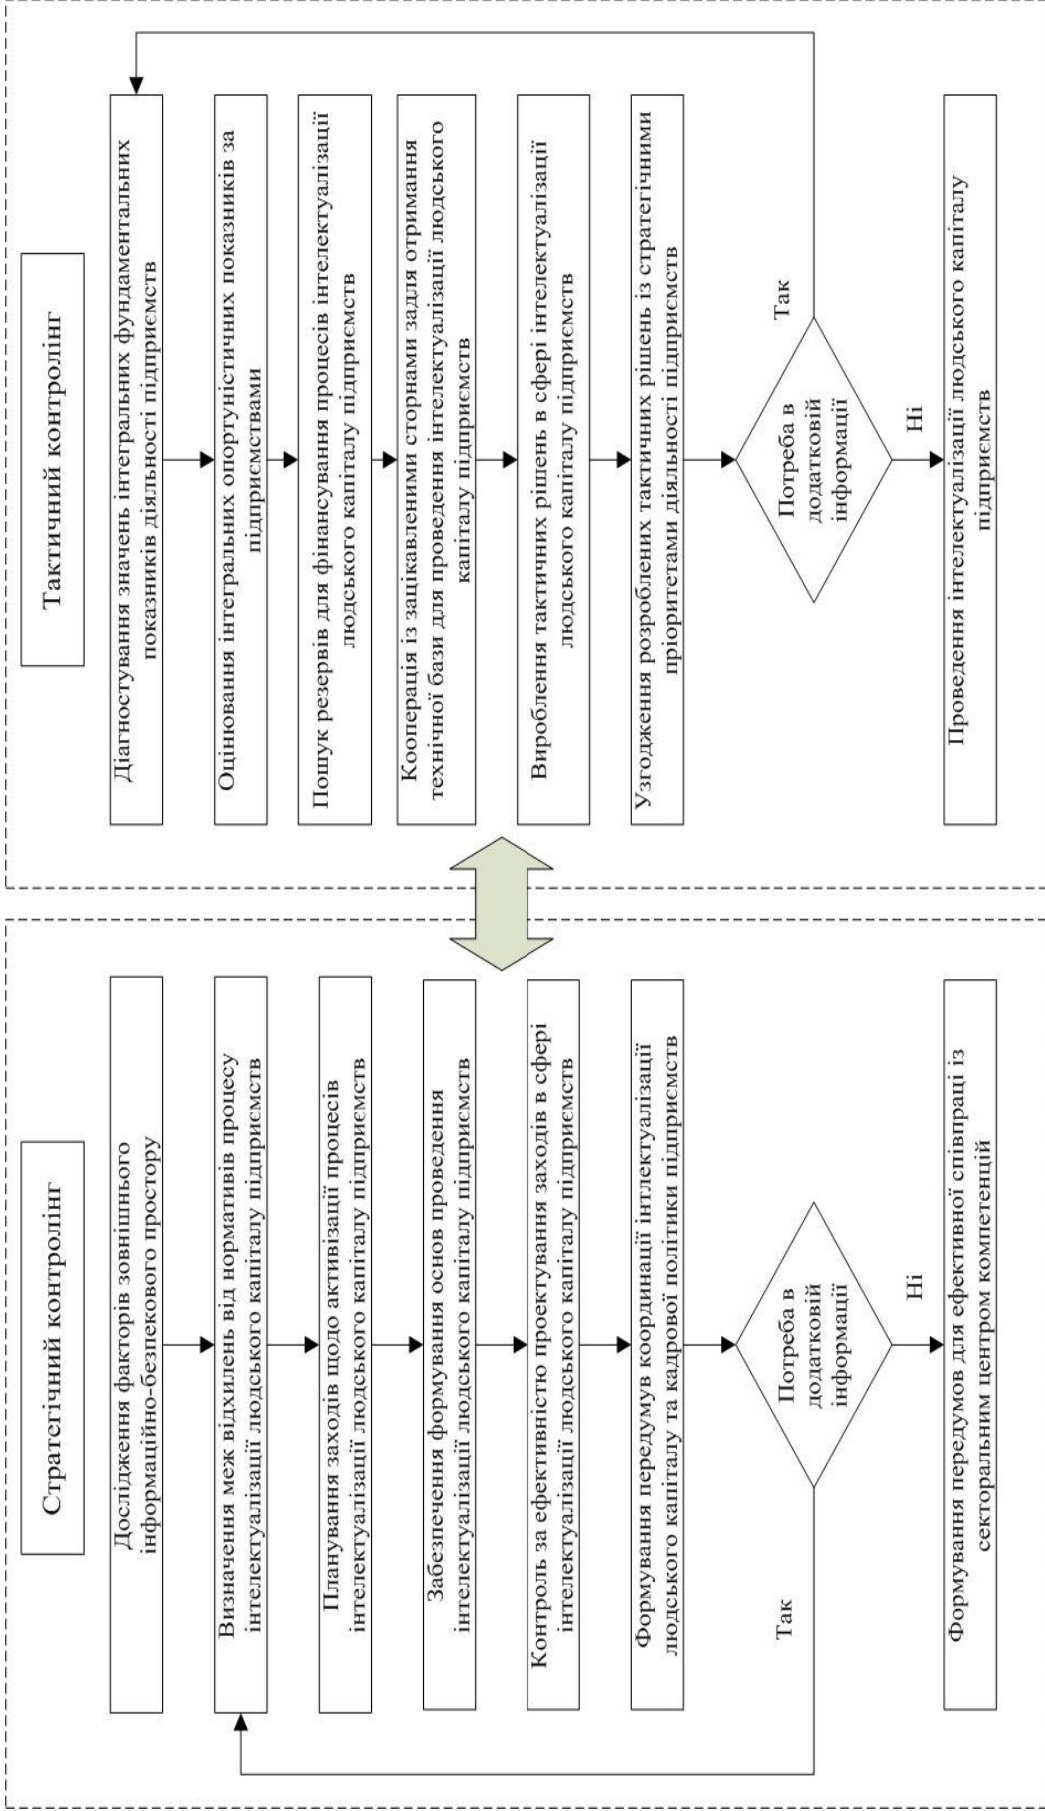 Стратегічний контролінг
Дослідження факторів зовнішнього
інформаційно-безпекового простору
Визначення меж відхилень від нормативів процесу
інтелектуалізації людського капіталу підприємств
Планування заходів щодо активізації процесів
інтелектуалізації людського капіталу підприємств
Забезпечення формування основ проведення
інтелектуалізації людського капіталу підприємств
Контроль за ефективністю проектування заходів в сфері
інтелектуалізації людського капіталу підприємств
Формування передумув координації інтлектуалізації
людського капіталу та кадрової політики підприємств
Потреба в
додатковій
інформації
Так
Ні
Формування передумов для ефективної співпраці із
секторальним центром компетенцій
Тактичний контролінг
Діагностування значень інтегральних фундаментальних
показників діяльності підприємств
Оцінювання інтегральних опортуністичних показників за
підприємствами
Пошук резервів для фінансування процесів інтелектуалізації
людського капіталу підприємств
Кооперація із зацікавленими сторнами задля отримання
технічної бази для проведення інтелектуалізації людського
капіталу підприємств
Вироблення тактичних рішень в сфері інтелектуалізації
людського капіталу підприємств
Узгодження розроблених тактичних рішень із стратегічними
пріоритетами діяльності підприємств
Потреба в
додатковій
інформації
Так
Ні
Проведення інтелектуалізації людського капіталу
підприємств